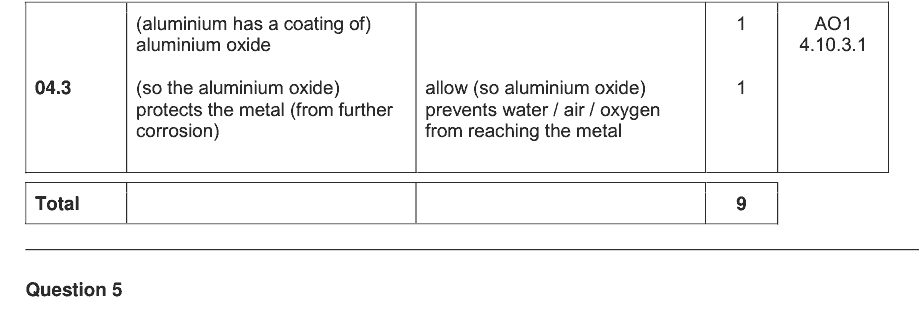 (aluminium has a coating of) 1 AO1
aluminium oxide 4.10.3.1
04.3 (so the aluminium oxide) allow (so aluminium oxide) 1
protects the metal (from further prevents water / air / oxygen
corrosion) from reaching the metal
Total 9
Question 5